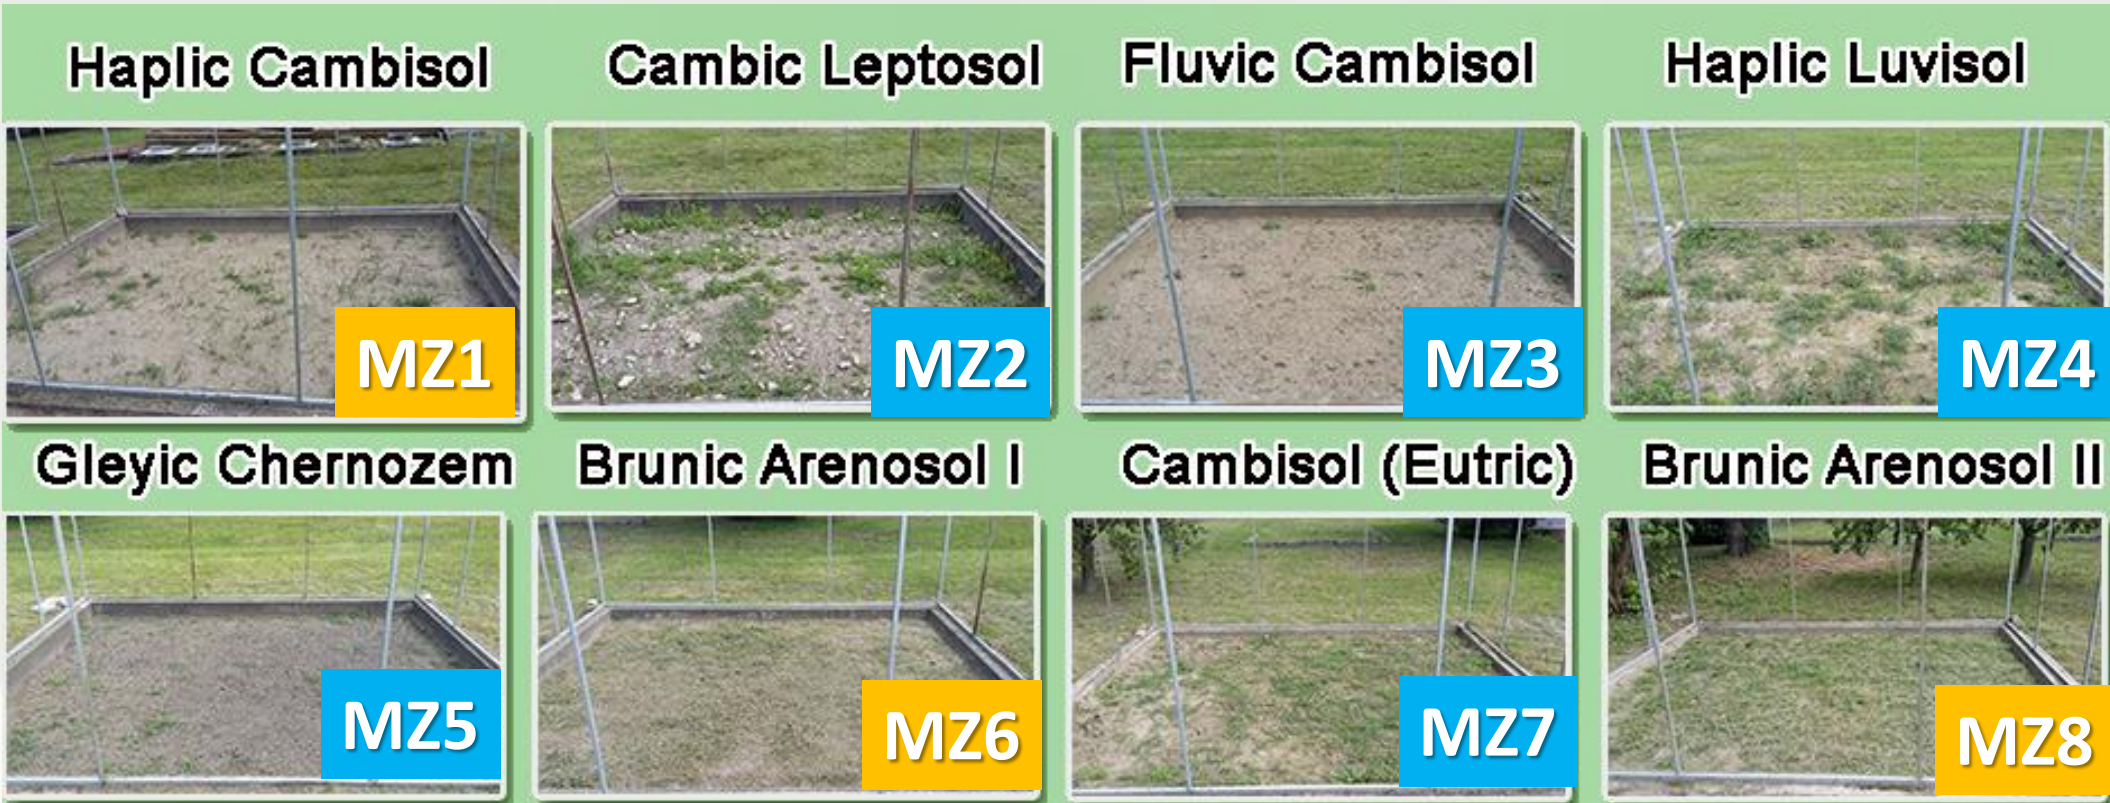 Haplic Cambisol
Cambic Leptosol
Fluvic Cambisol
Haplic Luvisol
MZ1
MZ2
MZ3
MZ4
Gleyic Chernozem
Brunic Arenosol I
Cambisol (Eutric)
Brunic Arenosol II
MZ5
MZ6
MZ7
MZ8